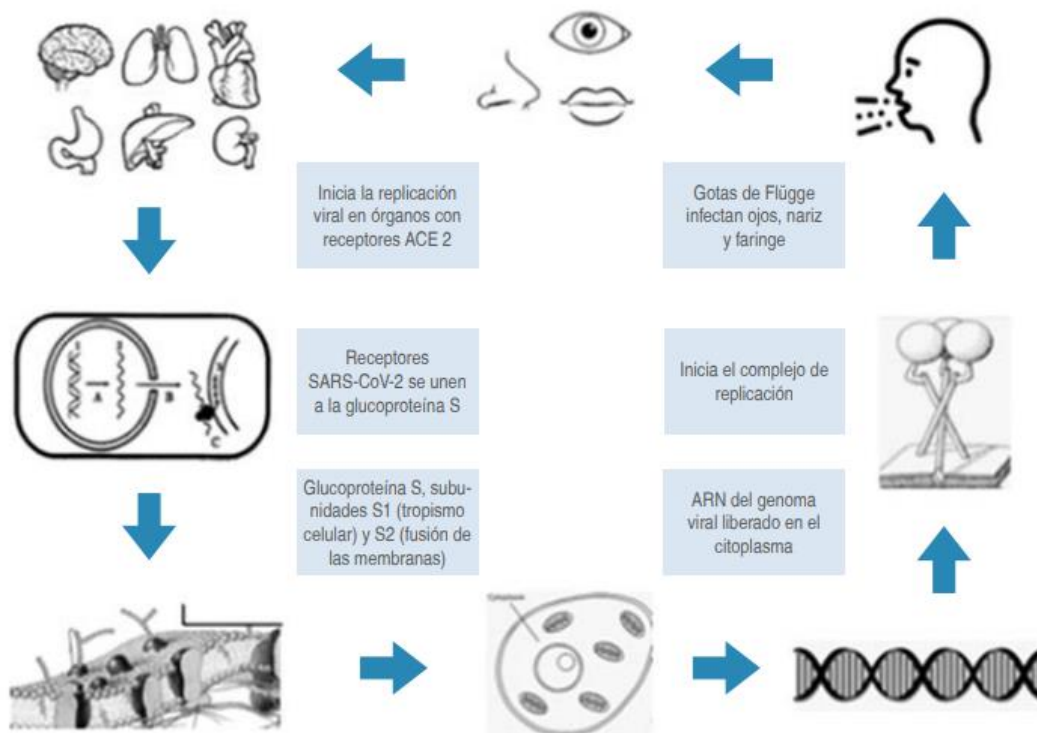 Inicia la replicación
viral en órganos con
receptores ACE 2
Gotas de Flügge
infectan ojos, nariz
y faringe
Receptores
SARS-CoV-2 se unen
a la glucoproteína S
Inicia el complejo de
replicación
Glucoproteína S, subu-
nidades S1 (tropismo
celular) y S2 (fusión de
las membranas)
ARN del genoma
viral liberado en el
citoplasma
A
B
C